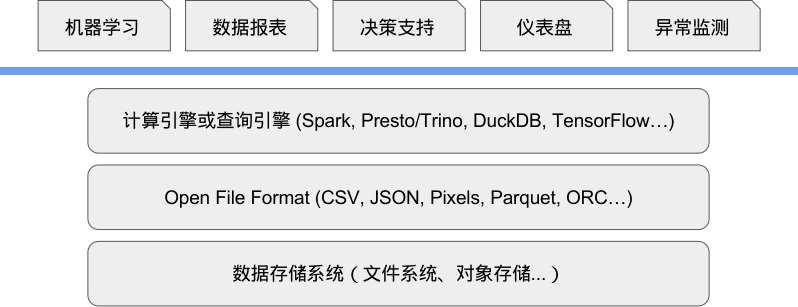 机器学习
数据报表
决策支持
仪表盘
异常监测
计算引擎或查询引擎 (Spark, Presto/Trino, DuckDB, TensorFlow…)
Open File Format (CSV, JSON, Pixels, Parquet, ORC…)
数据存储系统（文件系统、对象存储...）